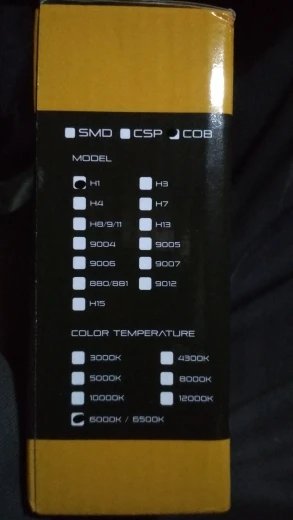 SMD CSP COB
MODEL
H1 H3
H4 H7
H8/9/11 H13
9004 9005
9006 9007
880/881 9012
H15
COLOR TEMPERATURE
3000K 4300K
5000K 8000K
10000K 12000K
6000K / 6500K